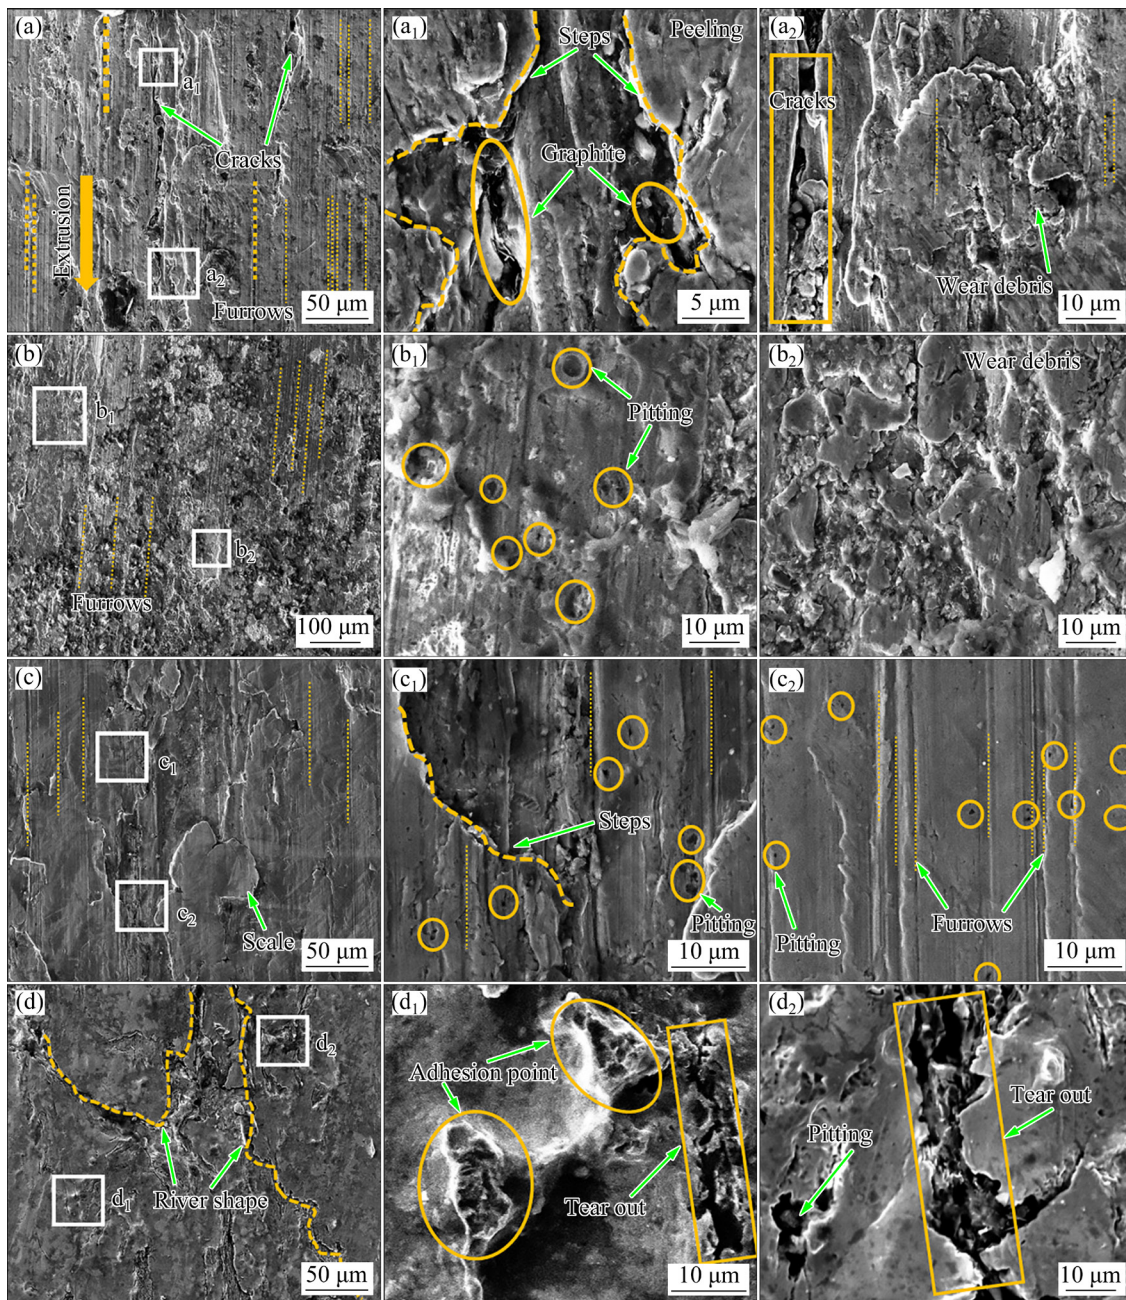 (a)
a₁
Cracks
Extrusion
a₂
Furrows
50 μm
(a₁)
Steps
Peeling
Graphite
5 μm
(a₂)
Cracks
Wear debris
10 μm
(b)
b₁
b₂
Furrows
100 μm
(b₁)
Pitting
10 μm
(b₂)
Wear debris
10 μm
(c)
c₁
c₂
Scale
50 μm
(c₁)
Steps
Pitting
10 μm
(c₂)
Furrows
Pitting
10 μm
(d)
d₂
d₁
River shape
50 μm
(d₁)
Adhesion point
Tear out
10 μm
(d₂)
Tear out
Pitting
10 μm